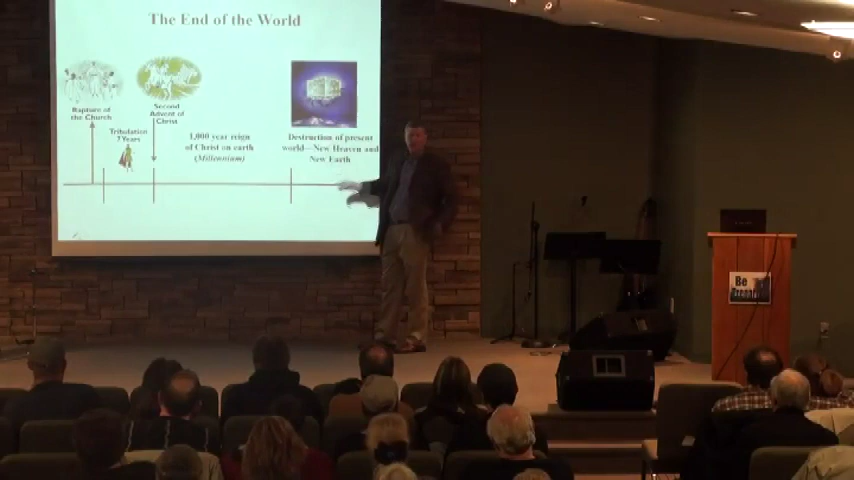 The End of the World
Rapture of
the Church
Tribulation
7 Years
Second
Advent of
Christ
1,000 year reign
of Christ on earth
(Millennium)
Destruction of present
world—New Heaven and
New Earth
Be
Prepared